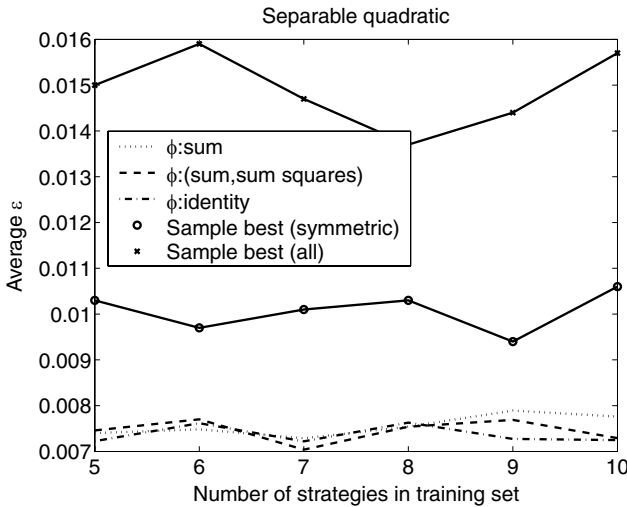 Separable quadratic
0.016
0.015
0.014
0.013
0.012
0.011
0.01
0.009
0.008
0.007
Average ε
ϕ:sum
ϕ:(sum,sum squares)
ϕ:identity
Sample best (symmetric)
Sample best (all)
5 6 7 8 9 10
Number of strategies in training set